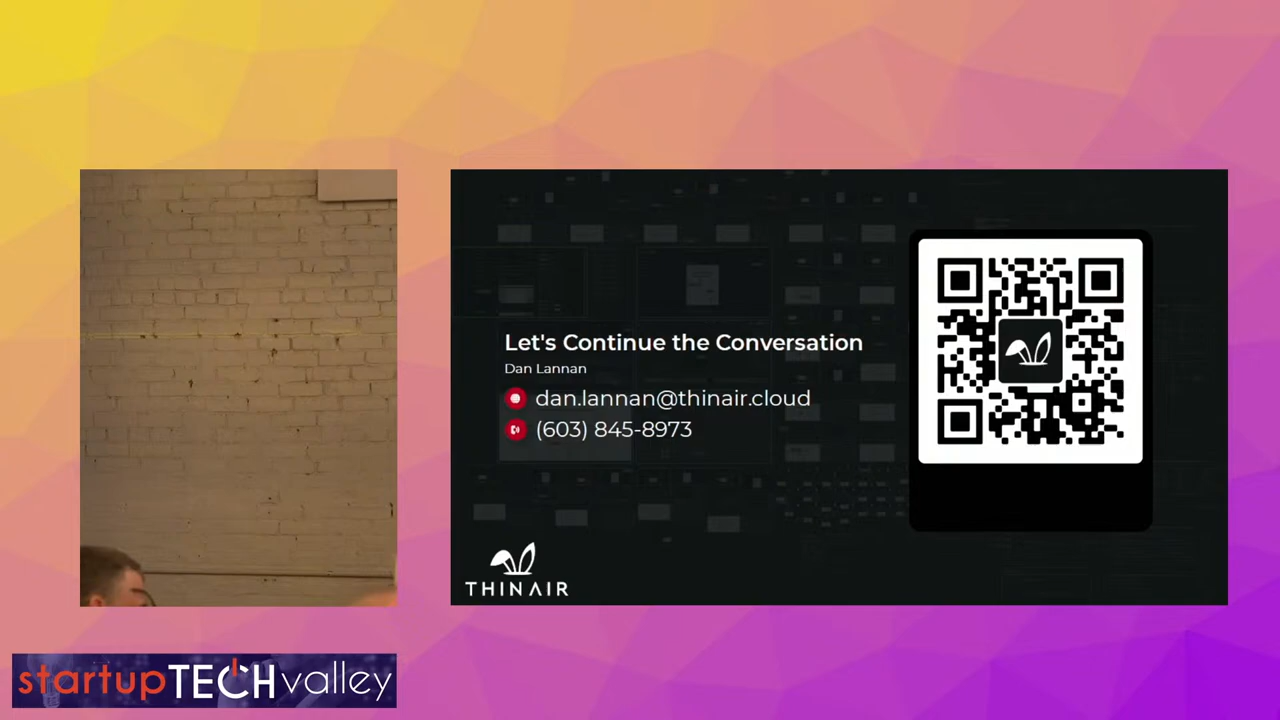 Let's Continue the Conversation
Dan Lannan
dan.lannan@thinair.cloud
(603) 845-8973
THINAIR
startupTECHvalley